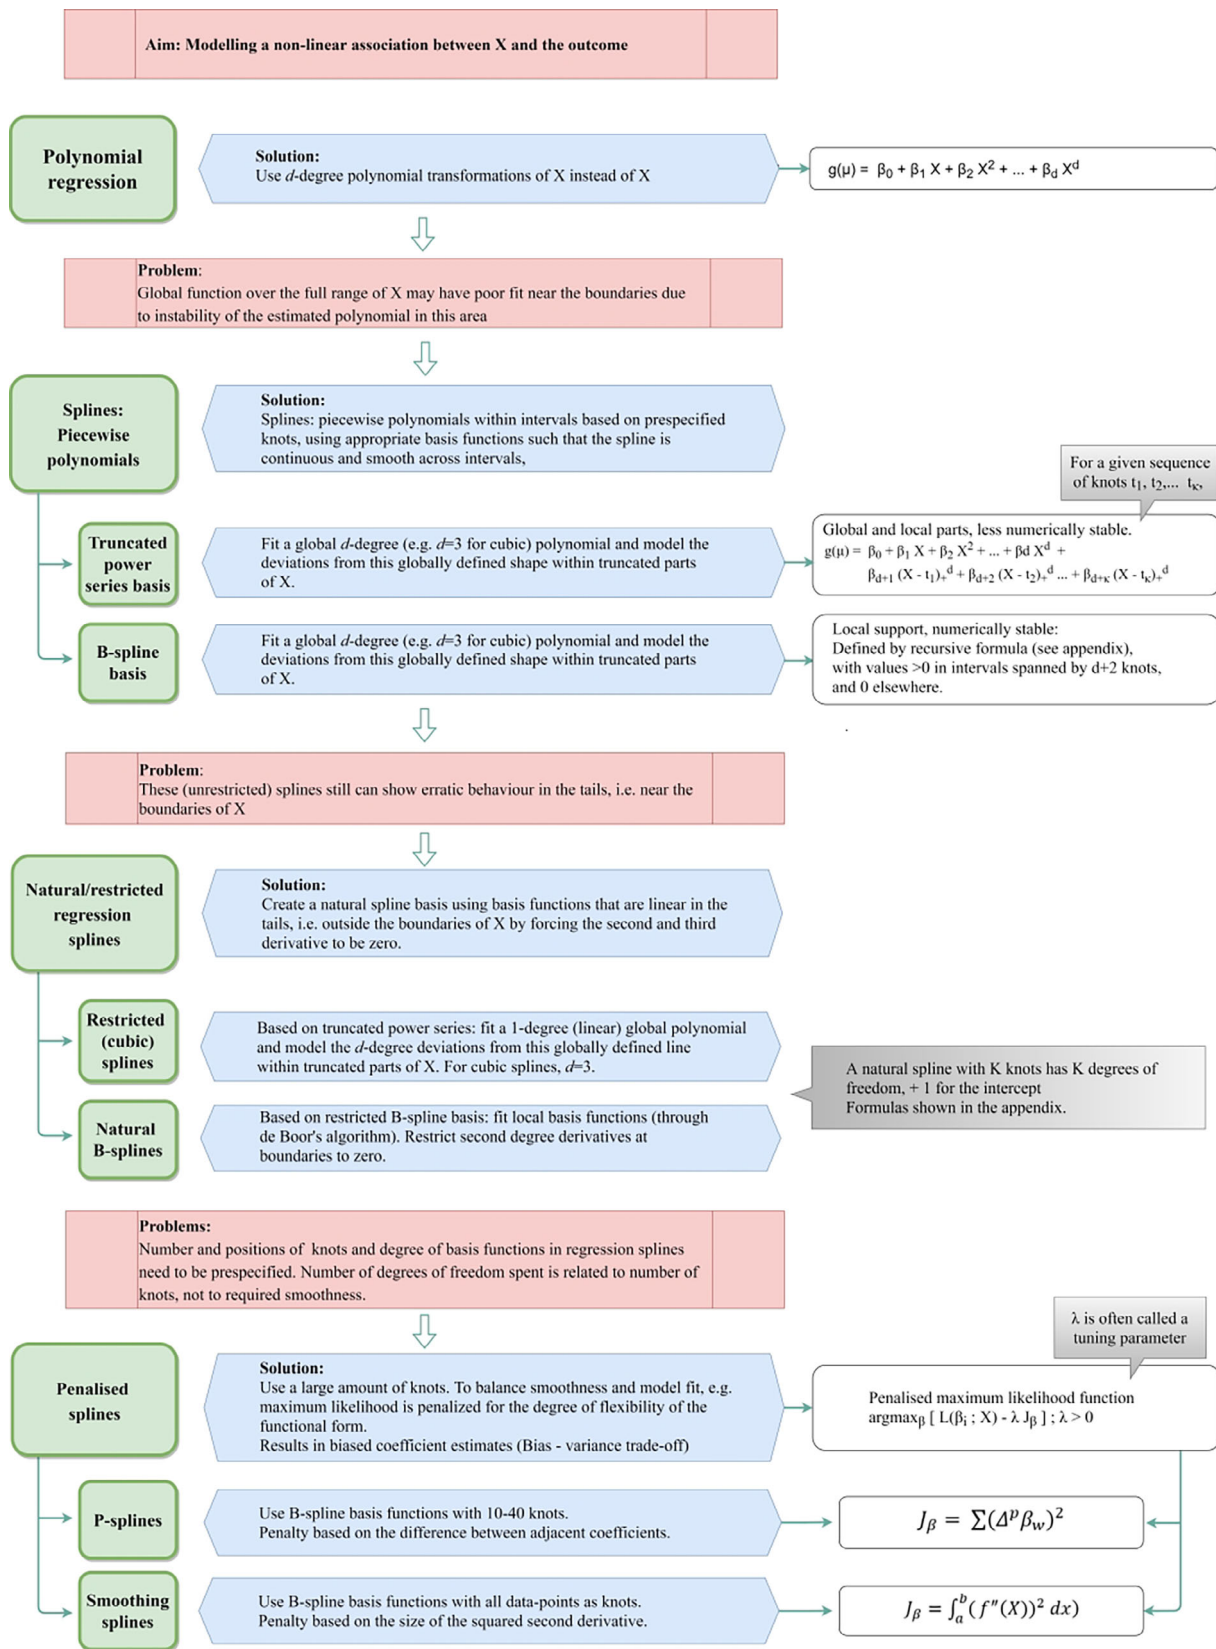 Aim: Modelling a non-linear association between X and the outcome
Polynomial
regression
Solution:
Use d-degree polynomial transformations of X instead of X
g(μ) = β₀ + β₁ X + β₂ X² + ... + β_d X^d
Problem:
Global function over the full range of X may have poor fit near the boundaries due
to instability of the estimated polynomial in this area
Splines:
Piecewise
polynomials
Solution:
Splines: piecewise polynomials within intervals based on prespecified
knots, using appropriate basis functions such that the spline is
continuous and smooth across intervals,
For a given sequence
of knots t₁, t₂,... t_κ,
Truncated
power
series basis
Fit a global d-degree (e.g. d=3 for cubic) polynomial and model the
deviations from this globally defined shape within truncated parts
of X.
Global and local parts, less numerically stable.
g(μ) = β₀ + β₁ X + β₂ X² + ... + βd X^d +
β_{d+1} (X - t₁)₊^d + β_{d+2} (X - t₂)₊^d ... + β_{d+κ} (X - t_κ)₊^d
B-spline
basis
Fit a global d-degree (e.g. d=3 for cubic) polynomial and model the
deviations from this globally defined shape within truncated parts
of X.
Local support, numerically stable:
Defined by recursive formula (see appendix),
with values >0 in intervals spanned by d+2 knots,
and 0 elsewhere.
.
Problem:
These (unrestricted) splines still can show erratic behaviour in the tails, i.e. near the
boundaries of X
Natural/restricted
regression
splines
Solution:
Create a natural spline basis using basis functions that are linear in the
tails, i.e. outside the boundaries of X by forcing the second and third
derivative to be zero.
Restricted
(cubic)
splines
Based on truncated power series: fit a 1-degree (linear) global polynomial
and model the d-degree deviations from this globally defined line
within truncated parts of X. For cubic splines, d=3.
A natural spline with K knots has K degrees of
freedom, + 1 for the intercept
Formulas shown in the appendix.
Natural
B-splines
Based on restricted B-spline basis: fit local basis functions (through
de Boor's algorithm). Restrict second degree derivatives at
boundaries to zero.
Problems:
Number and positions of knots and degree of basis functions in regression splines
need to be prespecified. Number of degrees of freedom spent is related to number of
knots, not to required smoothness.
λ is often called a
tuning parameter
Penalised
splines
Solution:
Use a large amount of knots. To balance smoothness and model fit, e.g.
maximum likelihood is penalized for the degree of flexibility of the
functional form.
Results in biased coefficient estimates (Bias - variance trade-off)
Penalised maximum likelihood function
argmax_β [ L(β_i ; X) - λ J_β ] ; λ > 0
P-splines
Use B-spline basis functions with 10-40 knots.
Penalty based on the difference between adjacent coefficients.
J_β = ∑(Δ^p β_w)²
Smoothing
splines
Use B-spline basis functions with all data-points as knots.
Penalty based on the size of the squared second derivative.
J_β = ∫_a^b (f″(X))² dx)